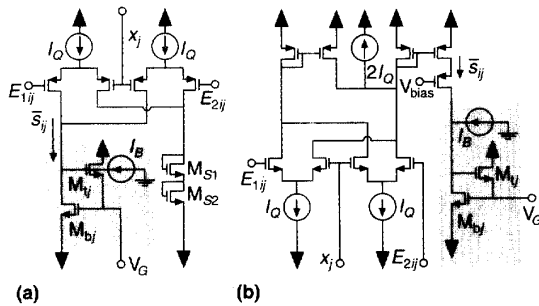 x_j
I_Q
I_Q
E_1ij
E_2ij
s̅_ij
I_B
M_tj
M_S1
M_S2
M_bj
V_G
(a)
2I_Q
V_bias
s̅_ij
I_B
E_1ij
M_tj
I_Q
I_Q
M_bj
V_G
x_j
E_2ij
(b)